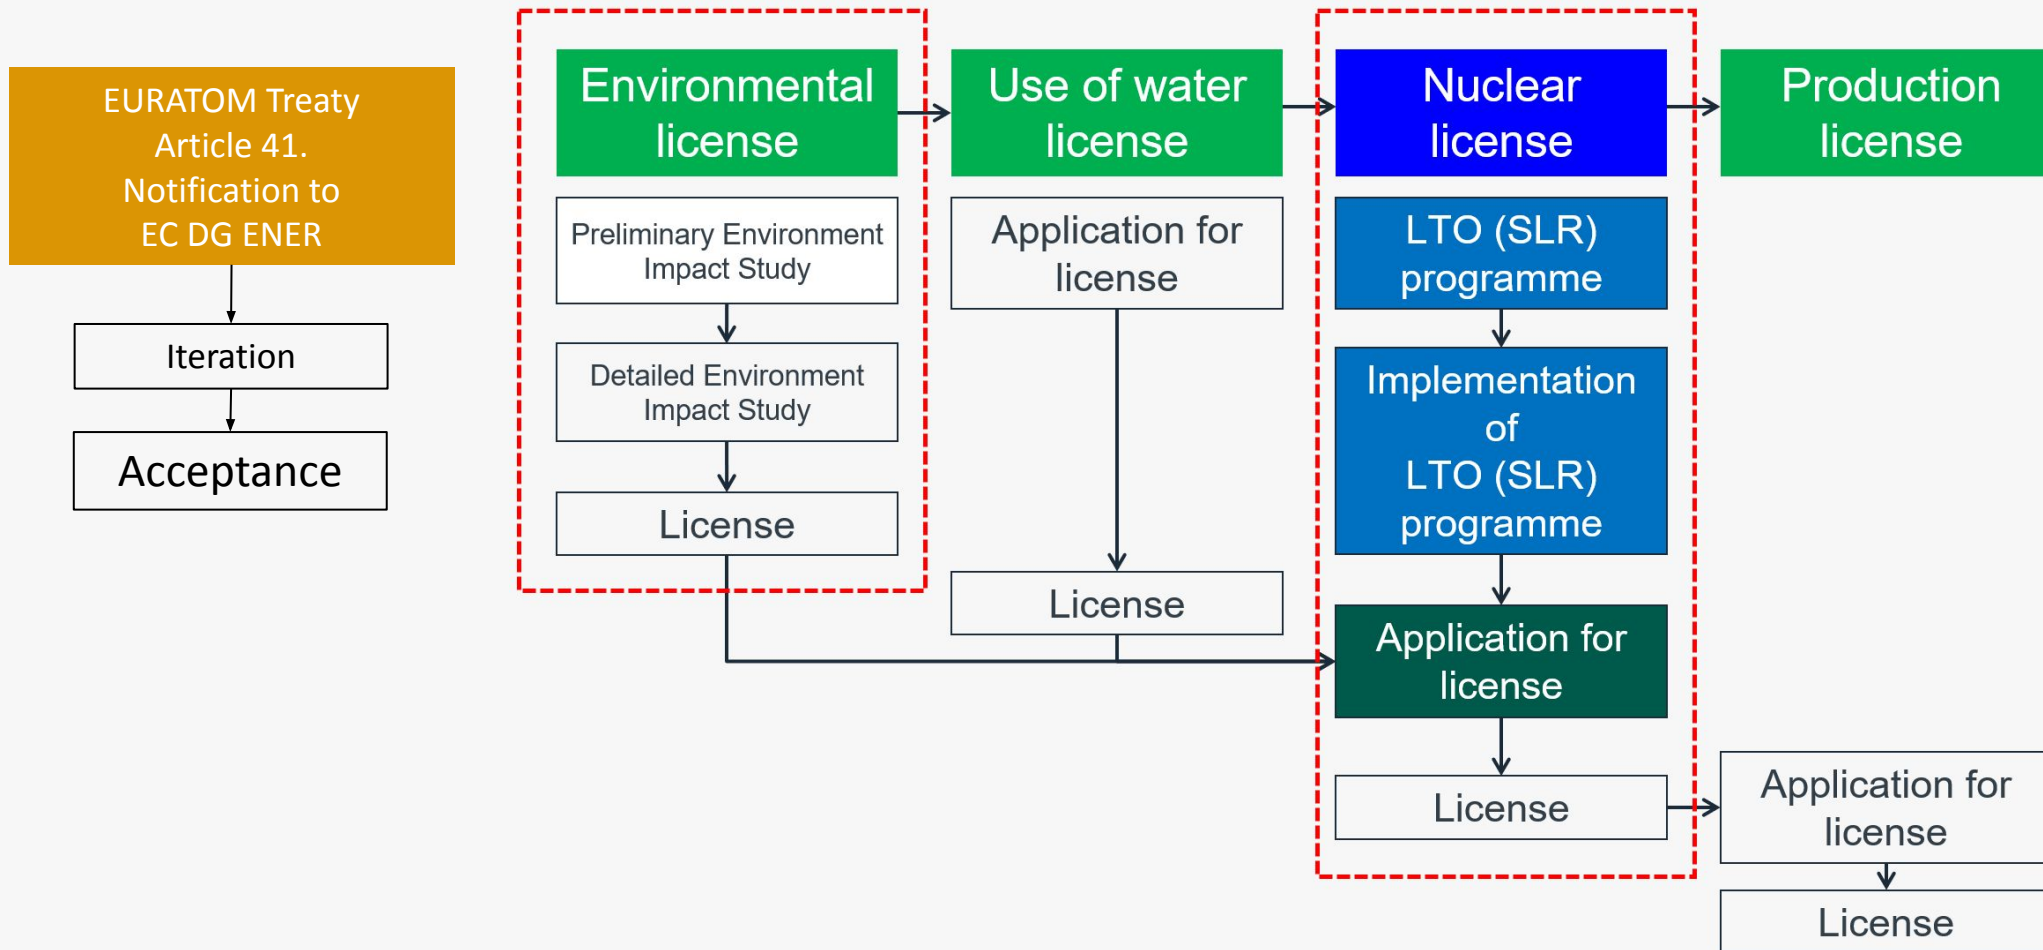 EURATOM Treaty
Article 41.
Notification to
EC DG ENER
Iteration
Acceptance
Environmental
license
Preliminary Environment
Impact Study
Detailed Environment
Impact Study
License
Use of water
license
Application for
license
License
Nuclear
license
LTO (SLR)
programme
Implementation
of
LTO (SLR)
programme
Application for
license
License
Production
license
Application for
license
License